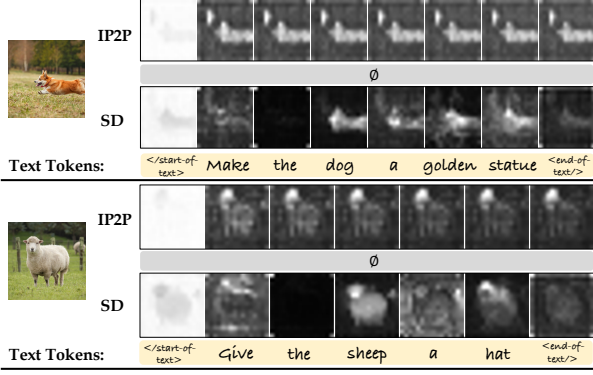 IP2P
∅
SD
Text Tokens: </start-of-text> Make the dog a golden statue <end-of-text/>
IP2P
∅
SD
Text Tokens: </start-of-text> Give the sheep a hat <end-of-text/>